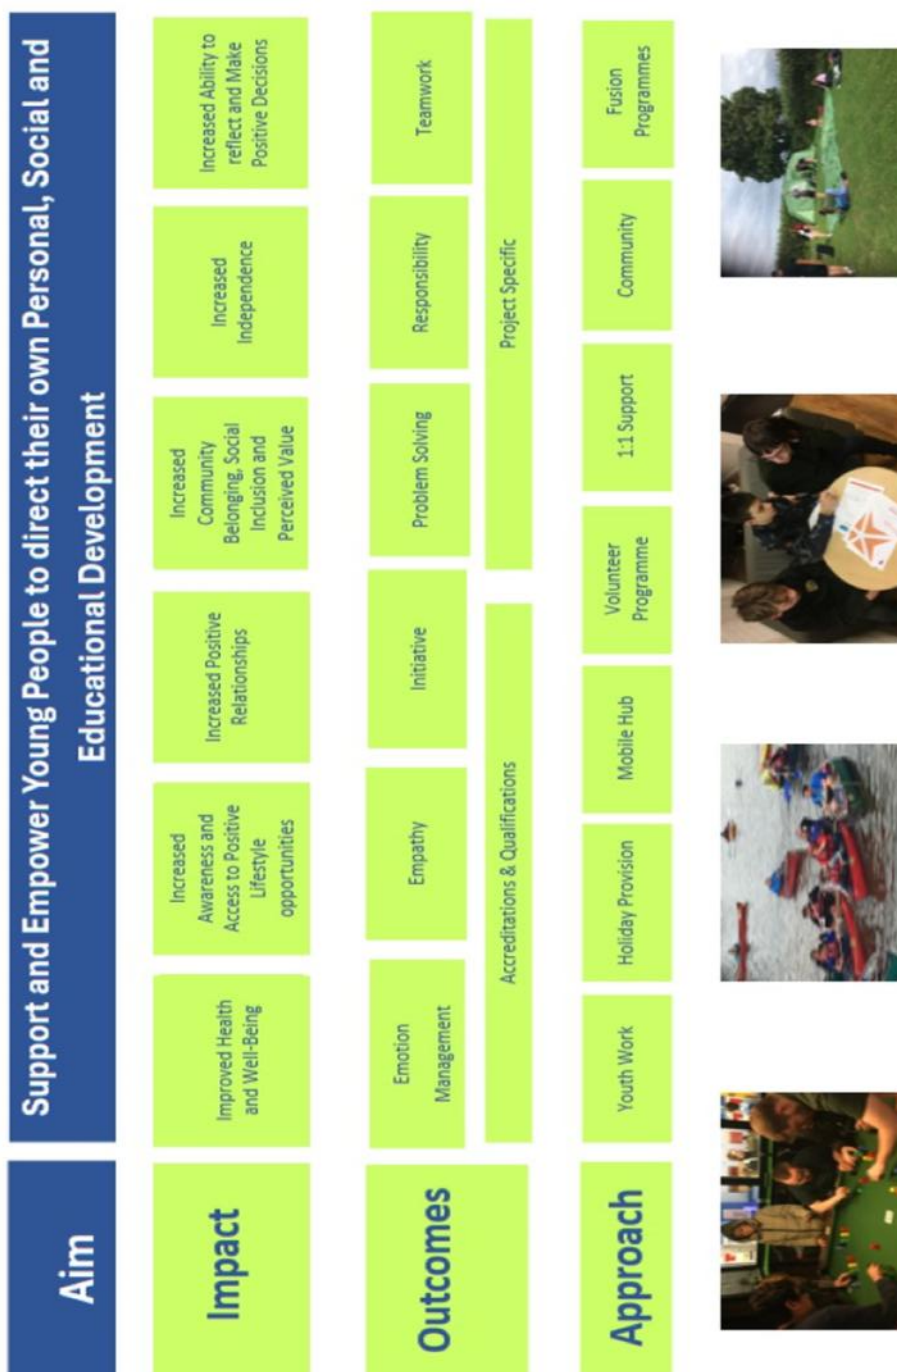 Aim
Support and Empower Young People to direct their own Personal, Social and
Educational Development
Impact
Improved Health
and Well-Being
Increased
Awareness and
Access to Positive
Lifestyle
opportunities
Increased Positive
Relationships
Increased
Community
Belonging, Social
Inclusion and
Perceived Value
Increased
Independence
Increased Ability to
reflect and Make
Positive Decisions
Outcomes
Emotion
Management
Empathy
Initiative
Problem Solving
Responsibility
Teamwork
Accreditations & Qualifications
Project Specific
Approach
Youth Work
Holiday Provision
Mobile Hub
Volunteer
Programme
1:1 Support
Community
Fusion
Programmes